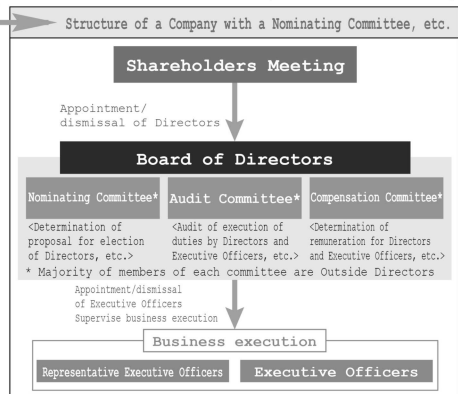 Structure of a Company with a Nominating Committee, etc.
Shareholders Meeting
Appointment/
dismissal of Directors
Board of Directors
Nominating Committee*
<Determination of
proposal for election
of Directors, etc.>
Audit Committee*
<Audit of execution of
duties by Directors and
Executive Officers, etc.>
Compensation Committee*
<Determination of
remuneration for Directors
and Executive Officers, etc.>
* Majority of members of each committee are Outside Directors
Appointment/dismissal
of Executive Officers
Supervise business execution
Business execution
Representative Executive Officers
Executive Officers